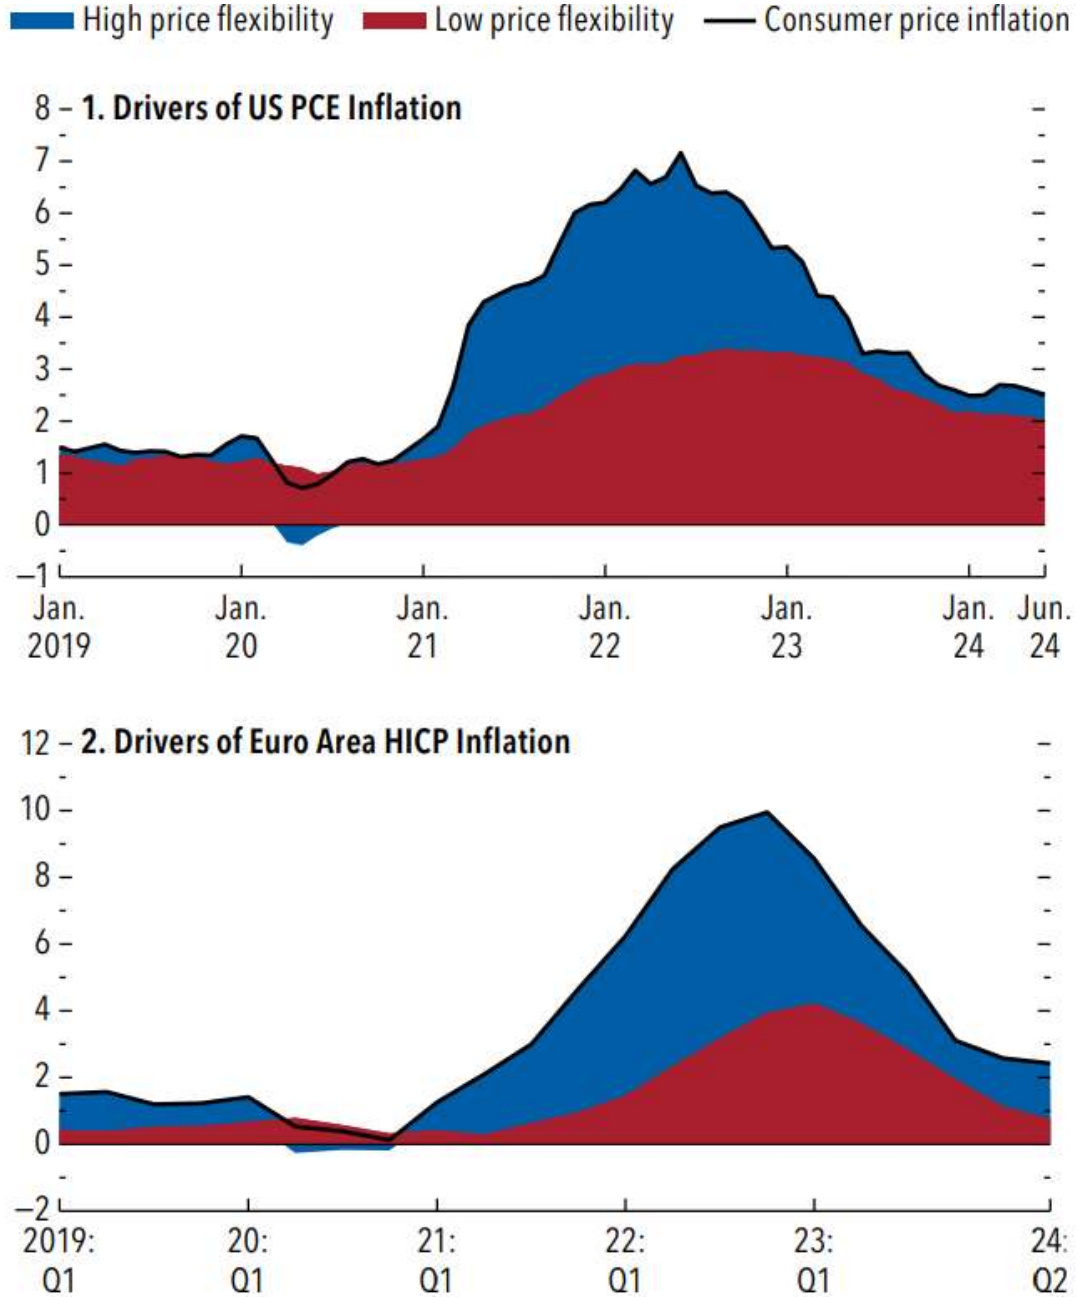 High price flexibility Low price flexibility Consumer price inflation
1. Drivers of US PCE Inflation
8
7
6
5
4
3
2
1
0
–1
Jan. Jan. Jan. Jan. Jan. Jan. Jun.
2019 20 21 22 23 24 24
2. Drivers of Euro Area HICP Inflation
12
10
8
6
4
2
0
–2
2019: 20: 21: 22: 23: 24:
Q1 Q1 Q1 Q1 Q1 Q2